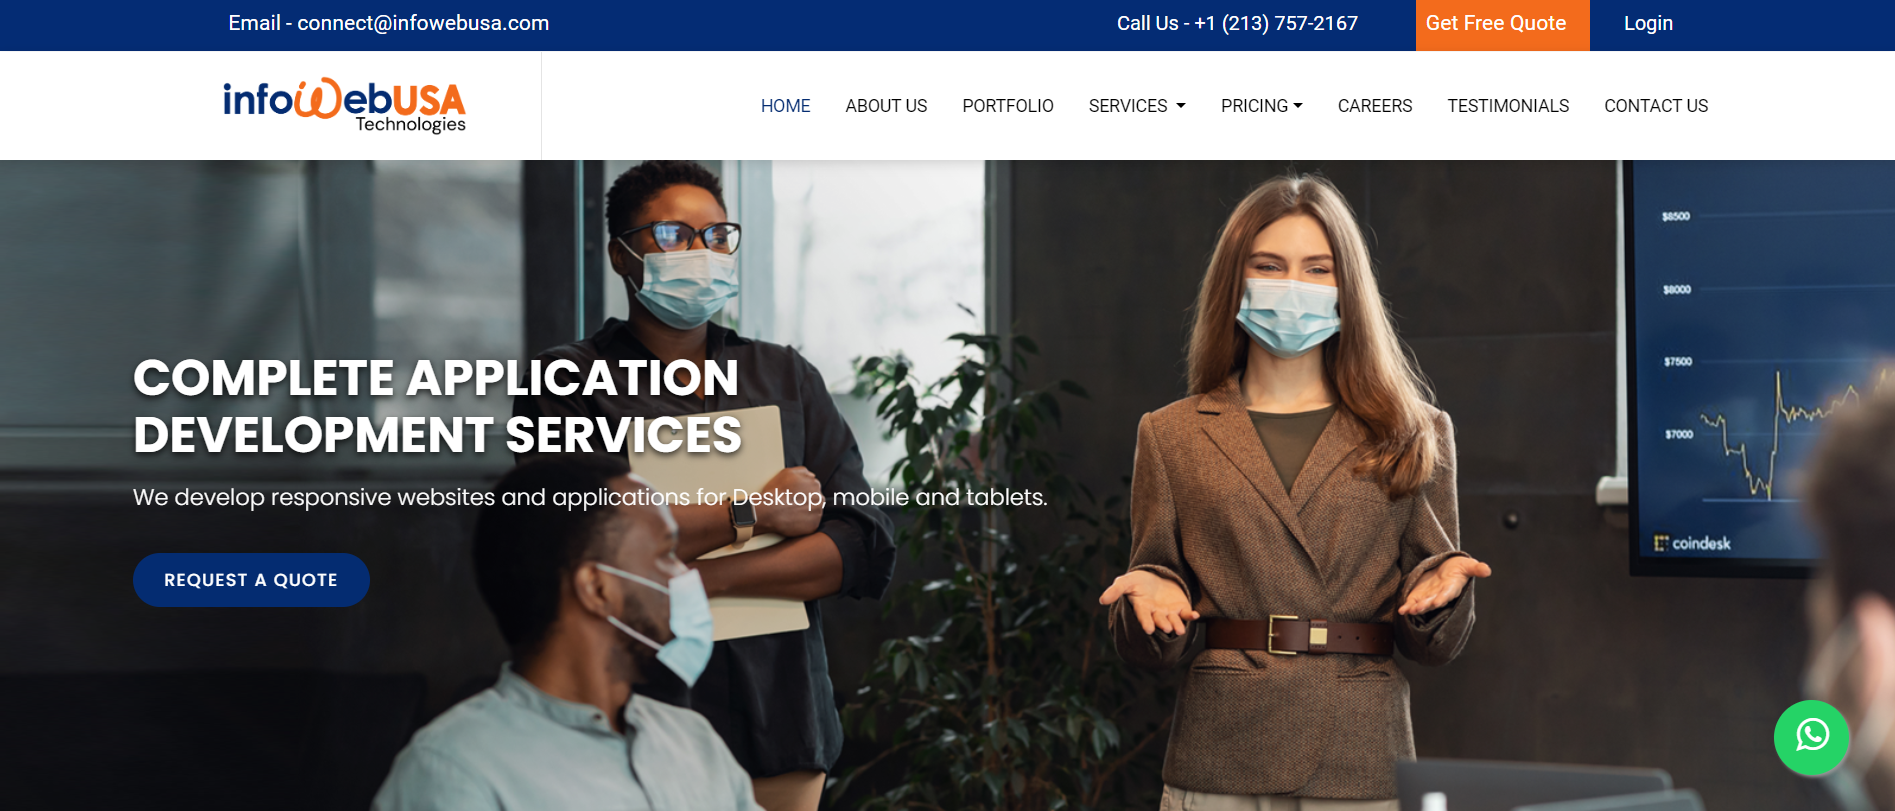 Email - connect@infowebusa.com
Call Us - +1 (213) 757-2167
Get Free Quote
Login
infoWebUSA
Technologies
HOME ABOUT US PORTFOLIO SERVICES PRICING CAREERS TESTIMONIALS CONTACT US
$8500
$8000
$7500
$7000
coindesk
COMPLETE APPLICATION
DEVELOPMENT SERVICES
We develop responsive websites and applications for Desktop, mobile and tablets.
REQUEST A QUOTE